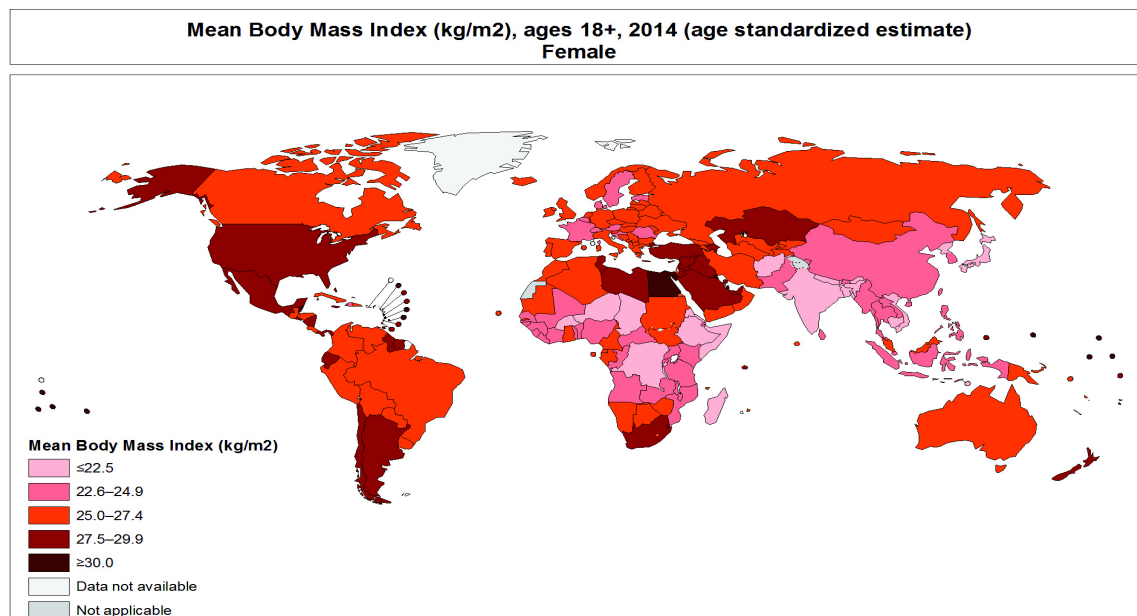 Mean Body Mass Index (kg/m2), ages 18+, 2014 (age standardized estimate)
Female
Mean Body Mass Index (kg/m2)
≤22.5
22.6–24.9
25.0–27.4
27.5–29.9
≥30.0
Data not available
Not applicable